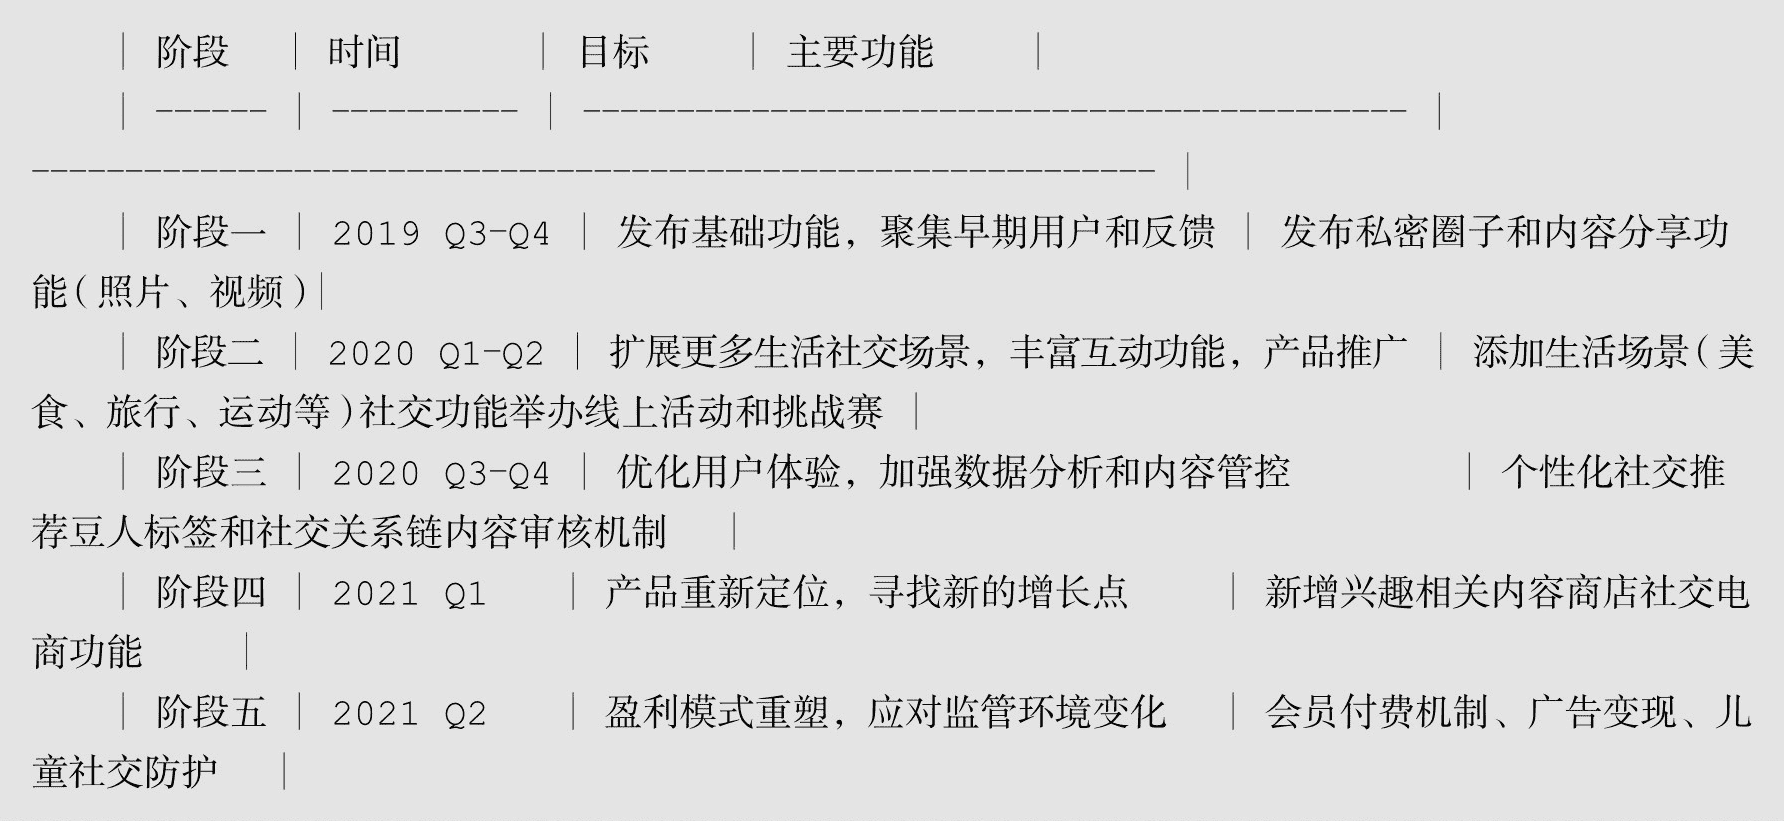 | 阶段 | 时间 | 目标 | 主要功能 |
| ------ | ---------- | -------------------------------------------- |
------------------------------------------------------------ |
| 阶段一 | 2019 Q3-Q4 | 发布基础功能，聚集早期用户和反馈 | 发布私密圈子和内容分享功
能(照片、视频)|
| 阶段二 | 2020 Q1-Q2 | 扩展更多生活社交场景，丰富互动功能，产品推广 | 添加生活场景(美
食、旅行、运动等)社交功能举办线上活动和挑战赛 |
| 阶段三 | 2020 Q3-Q4 | 优化用户体验，加强数据分析和内容管控 | 个性化社交推
荐豆人标签和社交关系链内容审核机制 |
| 阶段四 | 2021 Q1 | 产品重新定位，寻找新的增长点 | 新增兴趣相关内容商店社交电
商功能 |
| 阶段五 | 2021 Q2 | 盈利模式重塑，应对监管环境变化 | 会员付费机制、广告变现、儿
童社交防护 |